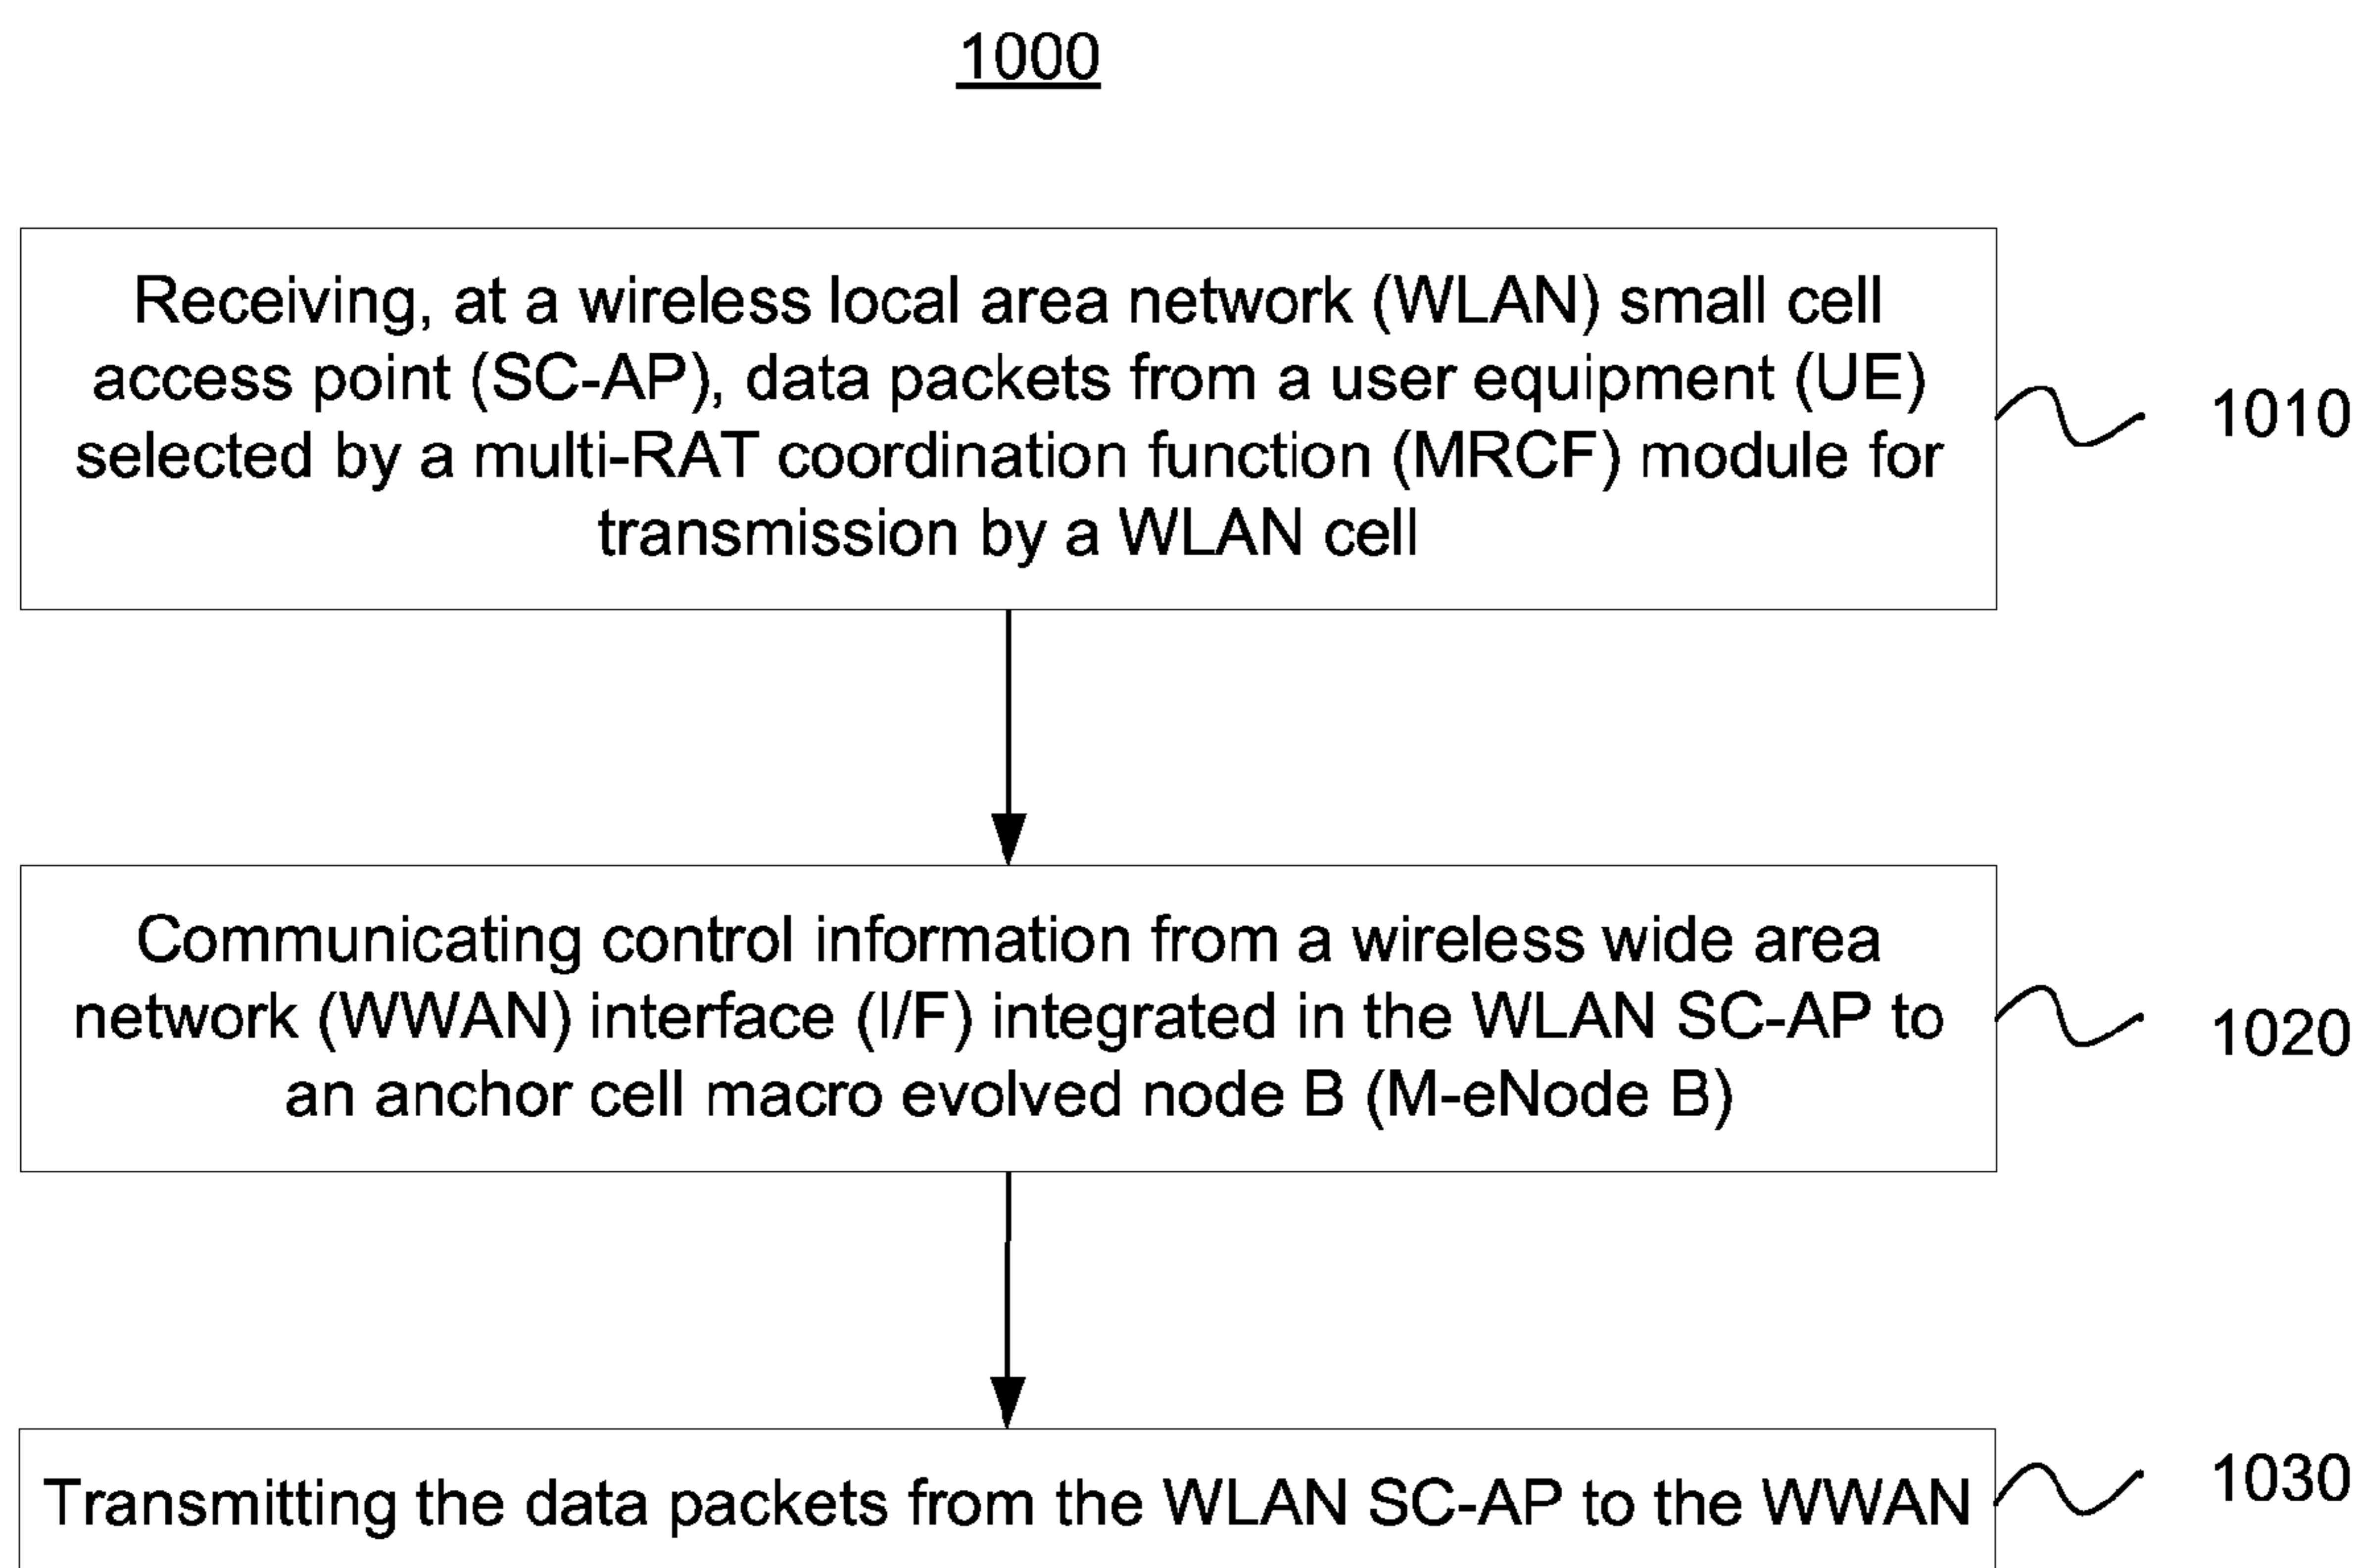 1000
Receiving, at a wireless local area network (WLAN) small cell
access point (SC-AP), data packets from a user equipment (UE)
selected by a multi-RAT coordination function (MRCF) module for
transmission by a WLAN cell
1010
Communicating control information from a wireless wide area
network (WWAN) interface (I/F) integrated in the WLAN SC-AP to
an anchor cell macro evolved node B (M-eNode B)
1020
Transmitting the data packets from the WLAN SC-AP to the WWAN
1030